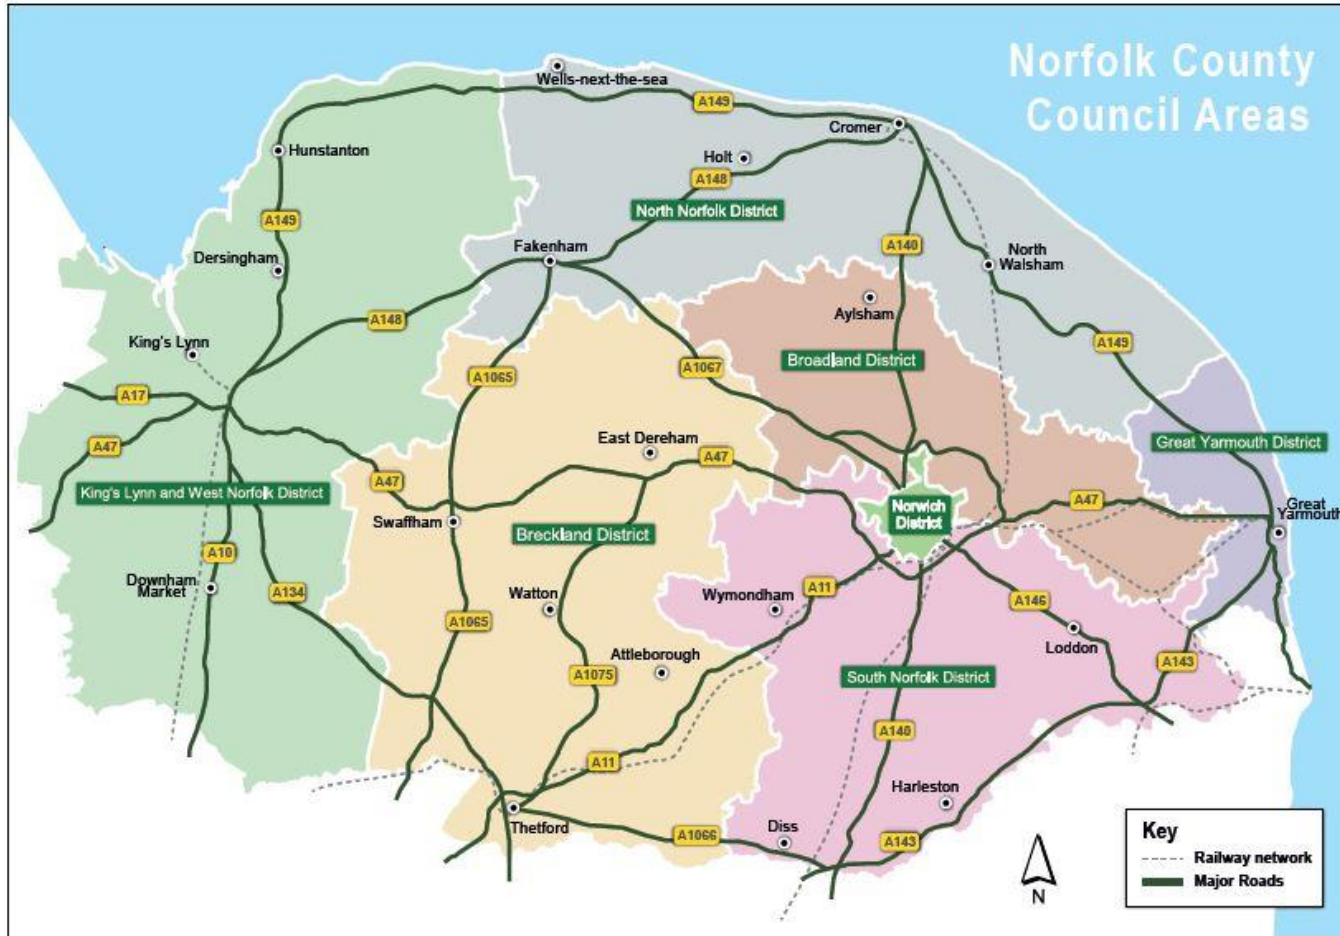 Norfolk County
Council Areas
Wells-next-the-sea
A149
Cromer
Hunstanton
Holt
A148
North Norfolk District
A149
Fakenham
A140
North
Walsham
Dersingham
Aylsham
A148
King's Lynn
A149
Broadland District
A1065
A1067
A17
A47
East Dereham
A47
Great Yarmouth District
A47
King's Lynn and West Norfolk District
Swaffham
Breckland District
Norwich
District
A47
Great
Yarmouth
A10
Downham
Market
A134
Watton
Wymondham
A11
A146
A1065
Loddon
Attleborough
A1075
A143
South Norfolk District
A140
A11
Harleston
Thetford
A1066
Diss
A143
N
Key
Railway network
Major Roads